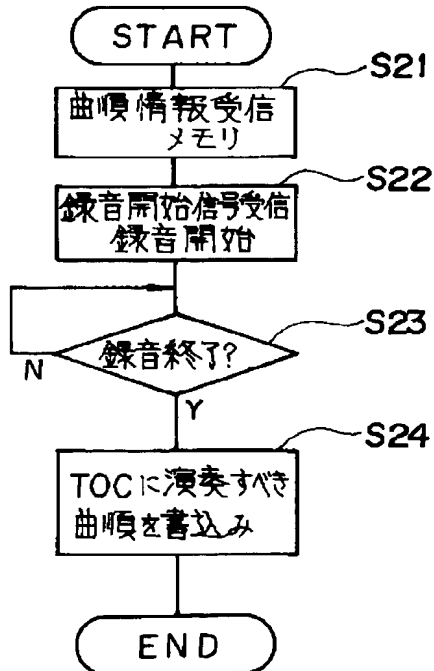 START
S21
曲順情報受信
メモリ
S22
録音開始信号受信
録音開始
S23
録音終了?
N
Y
S24
TOCに演奏すべき
曲順を書込み
END